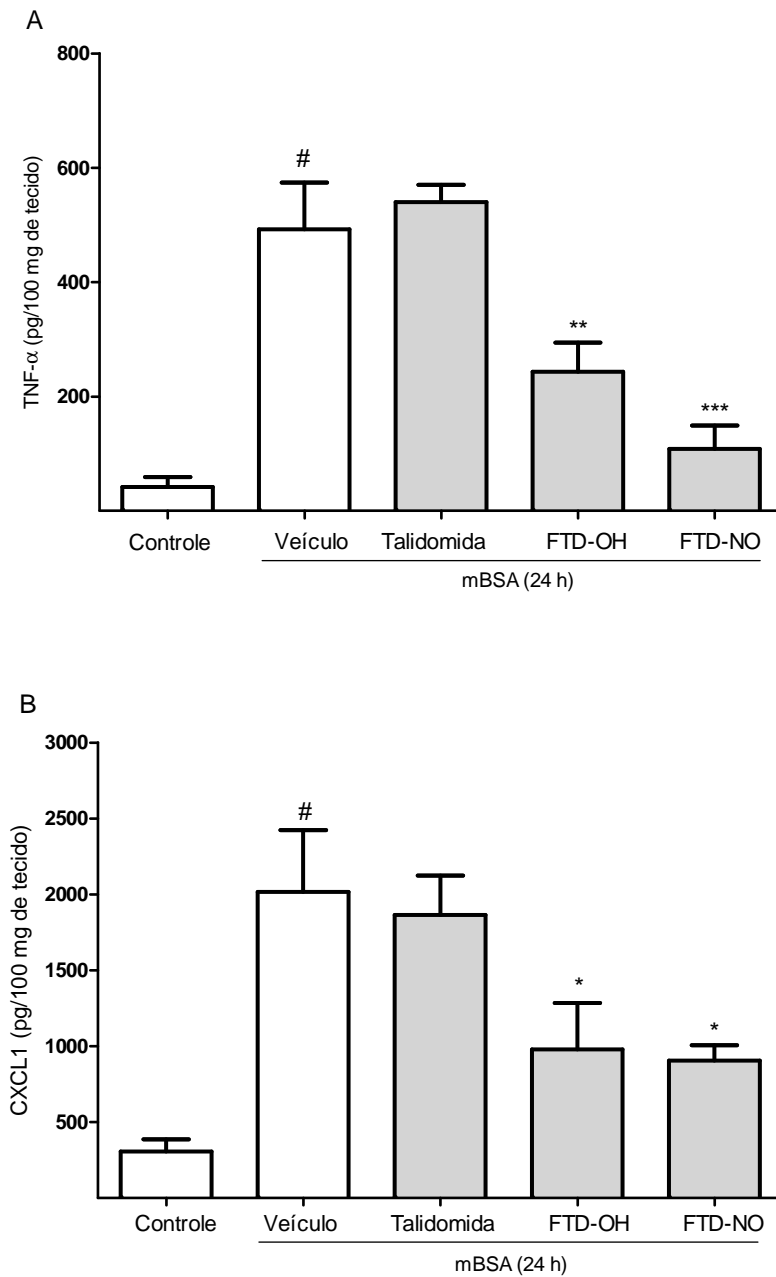 A
800
600
400
200
TNF-α (pg/100 mg de tecido)
#
**
***
Controle
Veículo
Talidomida
FTD-OH
FTD-NO
mBSA (24 h)
B
3000
2500
2000
1500
1000
500
CXCL1 (pg/100 mg de tecido)
#
*
*
Controle
Veículo
Talidomida
FTD-OH
FTD-NO
mBSA (24 h)